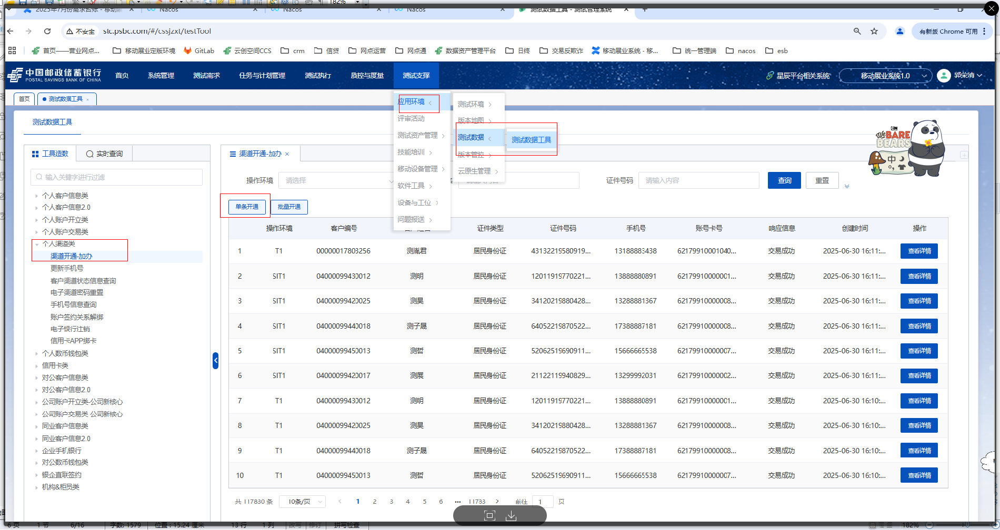 182%
2025年7月份需求台账 - 移动展
Nacos
Nacos
Nacos
测试数据工具 - 测试管理系统
不安全
stc.psbc.com/#/cssjzxt/testTool
有新版 Chrome 可用
首页——营业网点...
移动展业定版环境
GitLab
云创空间CCS
crm
信贷
网点运营
网点通
数据资产管理平台
日终
交易反欺诈
移动展业系统 - 移...
统一管理端
nacos
esb
中国邮政储蓄银行
POSTAL SAVINGS BANK OF CHINA
首页
系统管理
测试需求
任务与计划管理
测试执行
质控与度量
测试支撑
星辰平台相关系统
移动展业系统1.0
郭荣清
首页
测试数据工具
测试数据工具
应用环境
评审活动
测试资产管理
技能培训
移动设备管理
软件工具
设备与工位
问题报送
测试环境
版本地图
测试数据
版本管控
云原生管理
测试数据工具
CN
We BARE BEARS
中
工具造数
实时查询
输入关键字进行过滤
个人客户信息类
个人客户信息2.0
个人账户开立类
个人账户交易类
个人渠道类
渠道开通-加办
更新手机号
客户渠道状态信息查询
电子渠道密码重置
手机号信息查询
账户签约关系解绑
电子银行注销
信用卡APP绑卡
个人数币钱包类
信用卡类
对公客户信息类
对公客户信息2.0
公司账户开立类-公司新核心
公司账户交易类 公司新核心
同业客户信息类
同业客户信息2.0
企业手机银行
对公数币钱包类
银企直联签约
机构&柜员类
渠道开通-加办
操作环境
请选择
名
请输入内容
证件号码
请输入内容
查询
重置
单条开通
批量开通
操作环境 客户编号 客户姓名 证件类型 证件号码 手机号 账号卡号 响应信息 创建时间 操作
1 T1 00000017803256 测胤君 居民身份证 43132219580919... 13188883438 62179910001040... 交易成功 2025-06-30 16:11:... 查看详情
2 SIT1 04000099430012 测明 居民身份证 12011919770221... 13888880891 62179910000001... 交易成功 2025-06-30 16:11:... 查看详情
3 SIT1 04000099420025 测昊 居民身份证 34120219880428... 13288881367 62179910000008... 交易成功 2025-06-30 16:11:... 查看详情
4 SIT1 04000099440018 测子晟 居民身份证 64052219870522... 17388887181 62179910000008... 交易成功 2025-06-30 16:11:... 查看详情
5 SIT1 04000099450013 测哲 居民身份证 52062519690911... 15666665538 62179910000007... 交易成功 2025-06-30 16:11:... 查看详情
6 SIT1 04000099420017 测展 居民身份证 21122119940829... 13299992031 62179910000002... 交易成功 2025-06-30 16:11:... 查看详情
7 T1 04000099430012 测明 居民身份证 12011919770221... 13888880891 62179910000001... 交易成功 2025-06-30 16:10:... 查看详情
8 T1 04000099420025 测昊 居民身份证 34120219880428... 13288881367 62179910000008... 交易成功 2025-06-30 16:10:... 查看详情
9 T1 04000099440018 测子晟 居民身份证 64052219870522... 17388887181 62179910000008... 交易成功 2025-06-30 16:10:... 查看详情
10 T1 04000099450013 测哲 居民身份证 52062519690911... 15666665538 62179910000007... 交易成功 2025-06-30 16:10:... 查看详情
共 117830 条
10条/页
1 2 3 4 5 6 ••• 11783
前往 1 页
6 页 1 节 6/16 字数: 1579 位置: 15.24 厘米 13 行 1 列 改写 修订 拼写检查 182%